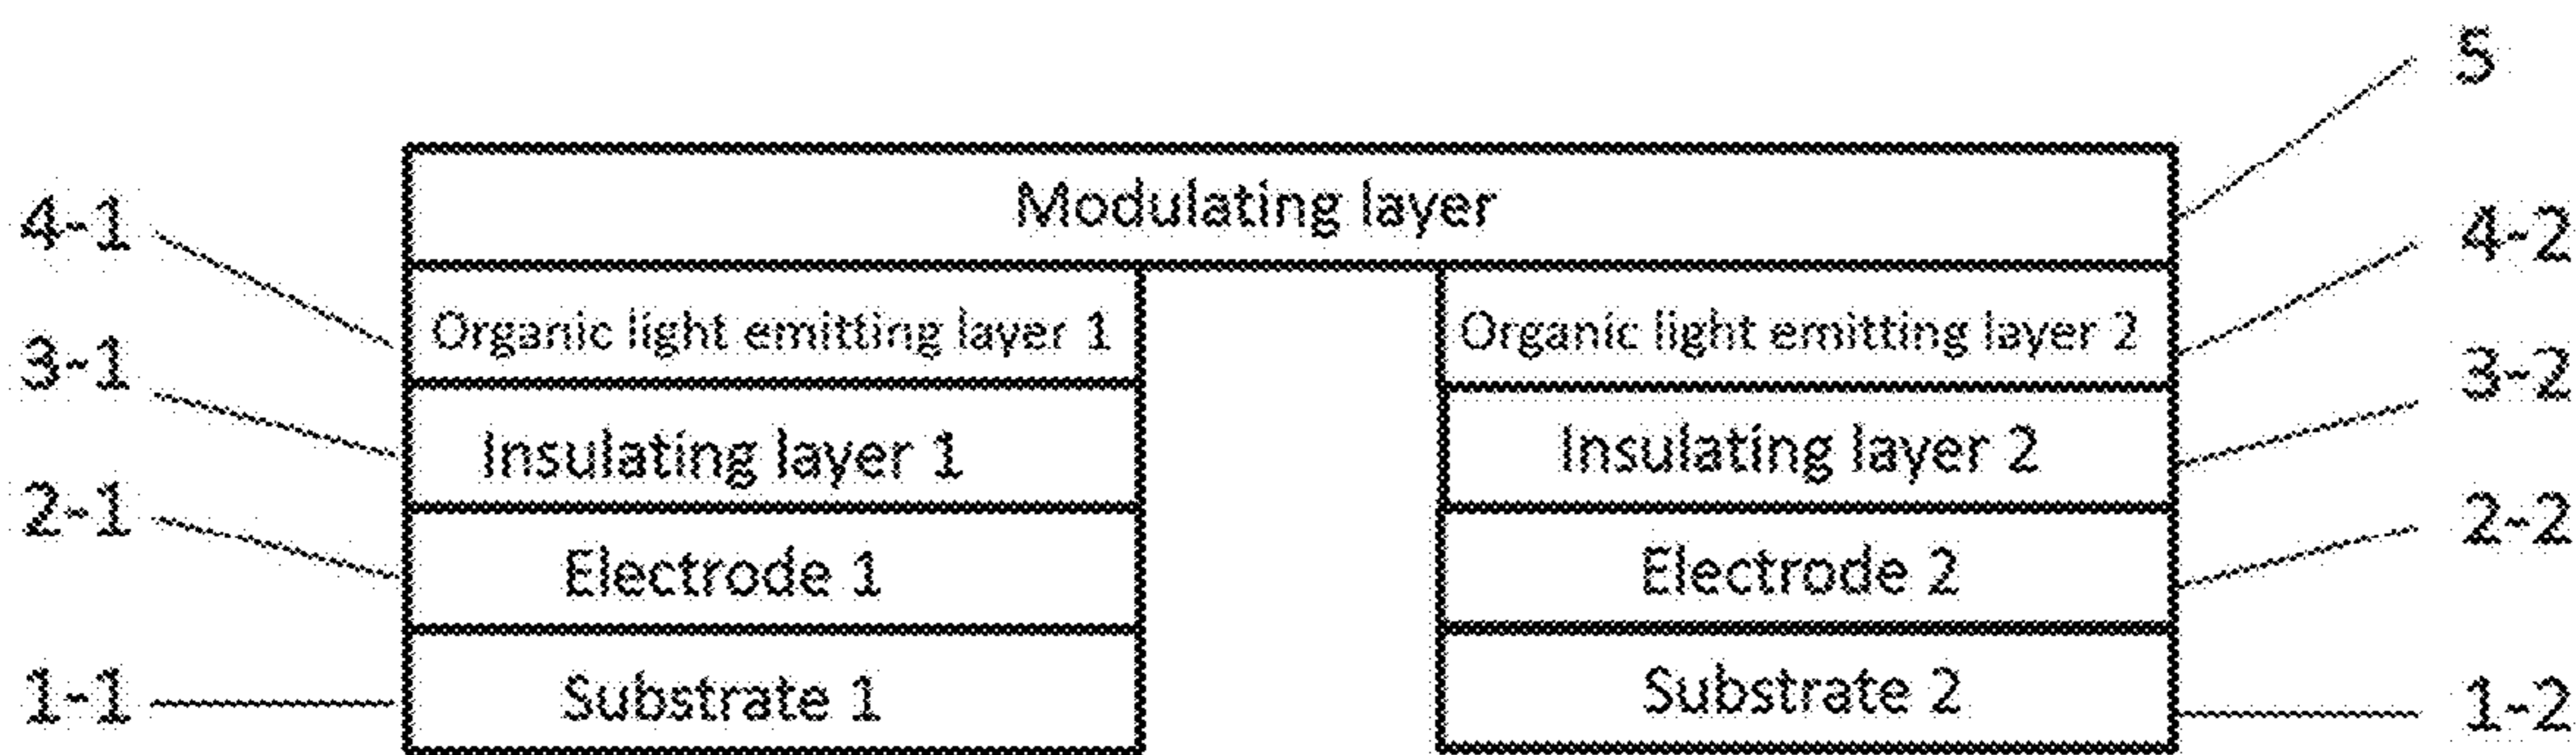 5
Modulating layer
4-1
4-2
Organic light emitting layer 1
Organic light emitting layer 2
3-1
3-2
Insulating layer 1
Insulating layer 2
2-1
2-2
Electrode 1
Electrode 2
1-1
Substrate 1
Substrate 2
1-2